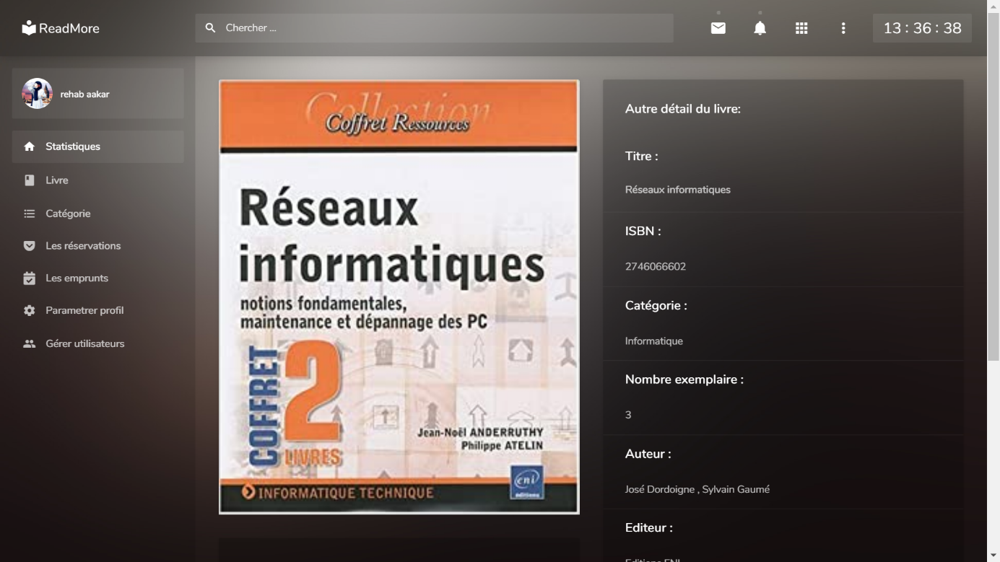 ReadMore
Chercher ...
13 : 36 : 38
rehab aakar
Statistiques
Livre
Catégorie
Les réservations
Les emprunts
Parametrer profil
Gérer utilisateurs
Collection
Coffret Ressources
Réseaux
informatiques
notions fondamentales,
maintenance et dépannage des PC
COFFRET
2
LIVRES
Jean-Noël ANDERRUTHY
Philippe ATELIN
eni
editions
INFORMATIQUE TECHNIQUE
Autre détail du livre:
Titre :
Réseaux informatiques
ISBN :
2746066602
Catégorie :
Informatique
Nombre exemplaire :
3
Auteur :
José Dordoigne , Sylvain Gaumé
Editeur :
Editions ENI